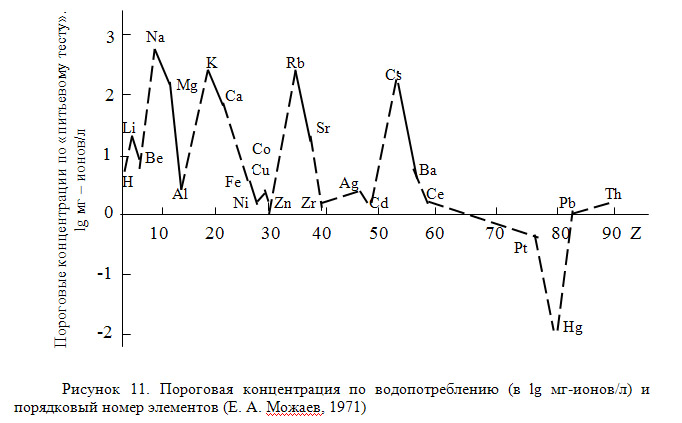 Пороговые концентрации по «питьевому тесту».
lg мг – ионов/л
3
2
1
0
-1
-2
Na
K
Rb
Mg
Cs
Ca
Li
Sr
Co
H
Be
Cu
Ba
Al
Fe
Ag
Ni
Zn
Zr
Cd
Ce
Pb
Th
10 20 30 40 50 60 70 80 90 Z
Pt
Hg
Рисунок 11. Пороговая концентрация по водопотреблению (в lg мг-ионов/л) и
порядковый номер элементов (Е. А. Можаев, 1971)